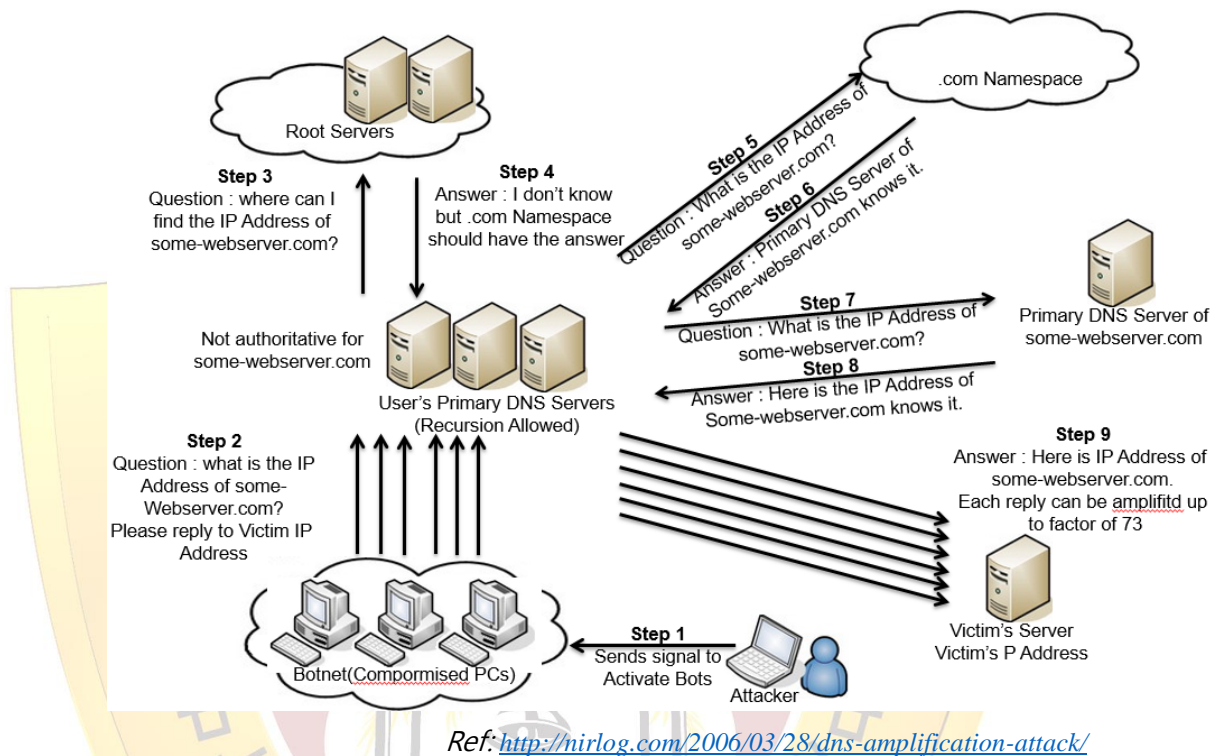 Root Servers
.com Namespace
Step 3
Question : where can I
find the IP Address of
some-webserver.com?
Step 4
Answer : I don't know
but .com Namespace
should have the answer
Step 5
Question : What is the IP Address of
some-webserver.com?
Step 6
Answer : Primary DNS Server of
Some-webserver.com knows it.
Step 7
Question : What is the IP Address of
some-webserver.com?
Step 8
Answer : Here is the IP Address of
Some-webserver.com knows it.
Primary DNS Server of
some-webserver.com
Not authoritative for
some-webserver.com
User's Primary DNS Servers
(Recursion Allowed)
Step 2
Question : what is the IP
Address of some-
Webserver.com?
Please reply to Victim IP
Address
Step 9
Answer : Here is IP Address of
some-webserver.com.
Each reply can be amplifitd up
to factor of 73
Victim's Server
Victim's P Address
Step 1
Sends signal to
Activate Bots
Botnet(Compormised PCs)
Attacker
Ref: http://nirlog.com/2006/03/28/dns-amplification-attack/